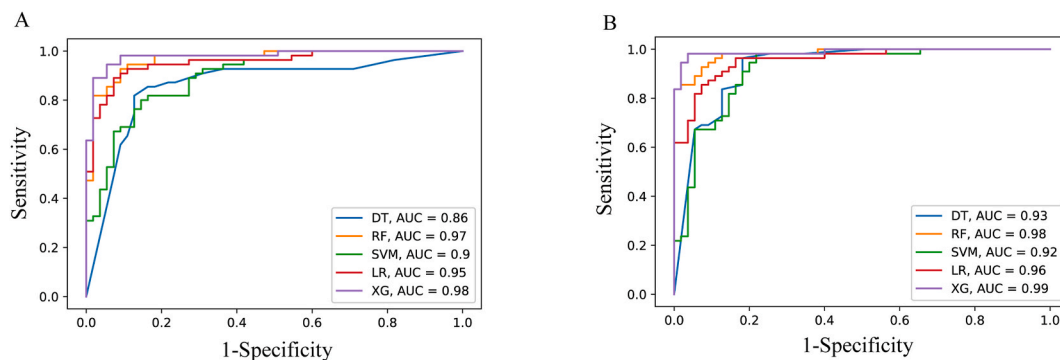 A
Sensitivity
1.0
0.8
0.6
0.4
0.2
0.0
DT, AUC = 0.86
RF, AUC = 0.97
SVM, AUC = 0.9
LR, AUC = 0.95
XG, AUC = 0.98
0.0 0.2 0.4 0.6 0.8 1.0
1-Specificity
B
Sensitivity
1.0
0.8
0.6
0.4
0.2
0.0
DT, AUC = 0.93
RF, AUC = 0.98
SVM, AUC = 0.92
LR, AUC = 0.96
XG, AUC = 0.99
0.0 0.2 0.4 0.6 0.8 1.0
1-Specificity